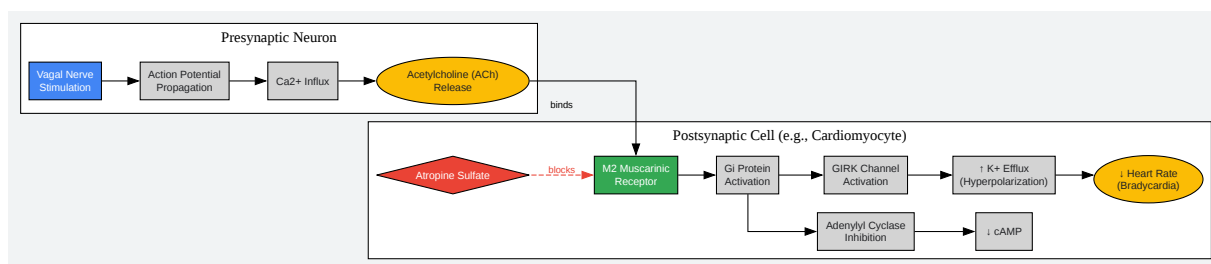 Presynaptic Neuron
Vagal Nerve
Stimulation
Action Potential
Propagation
Ca2+ Influx
Acetylcholine (ACh)
Release
binds
Postsynaptic Cell (e.g., Cardiomyocyte)
Atropine Sulfate
blocks
M2 Muscarinic
Receptor
Gi Protein
Activation
GIRK Channel
Activation
↑ K+ Efflux
(Hyperpolarization)
↓ Heart Rate
(Bradycardia)
Adenylyl Cyclase
Inhibition
↓ cAMP